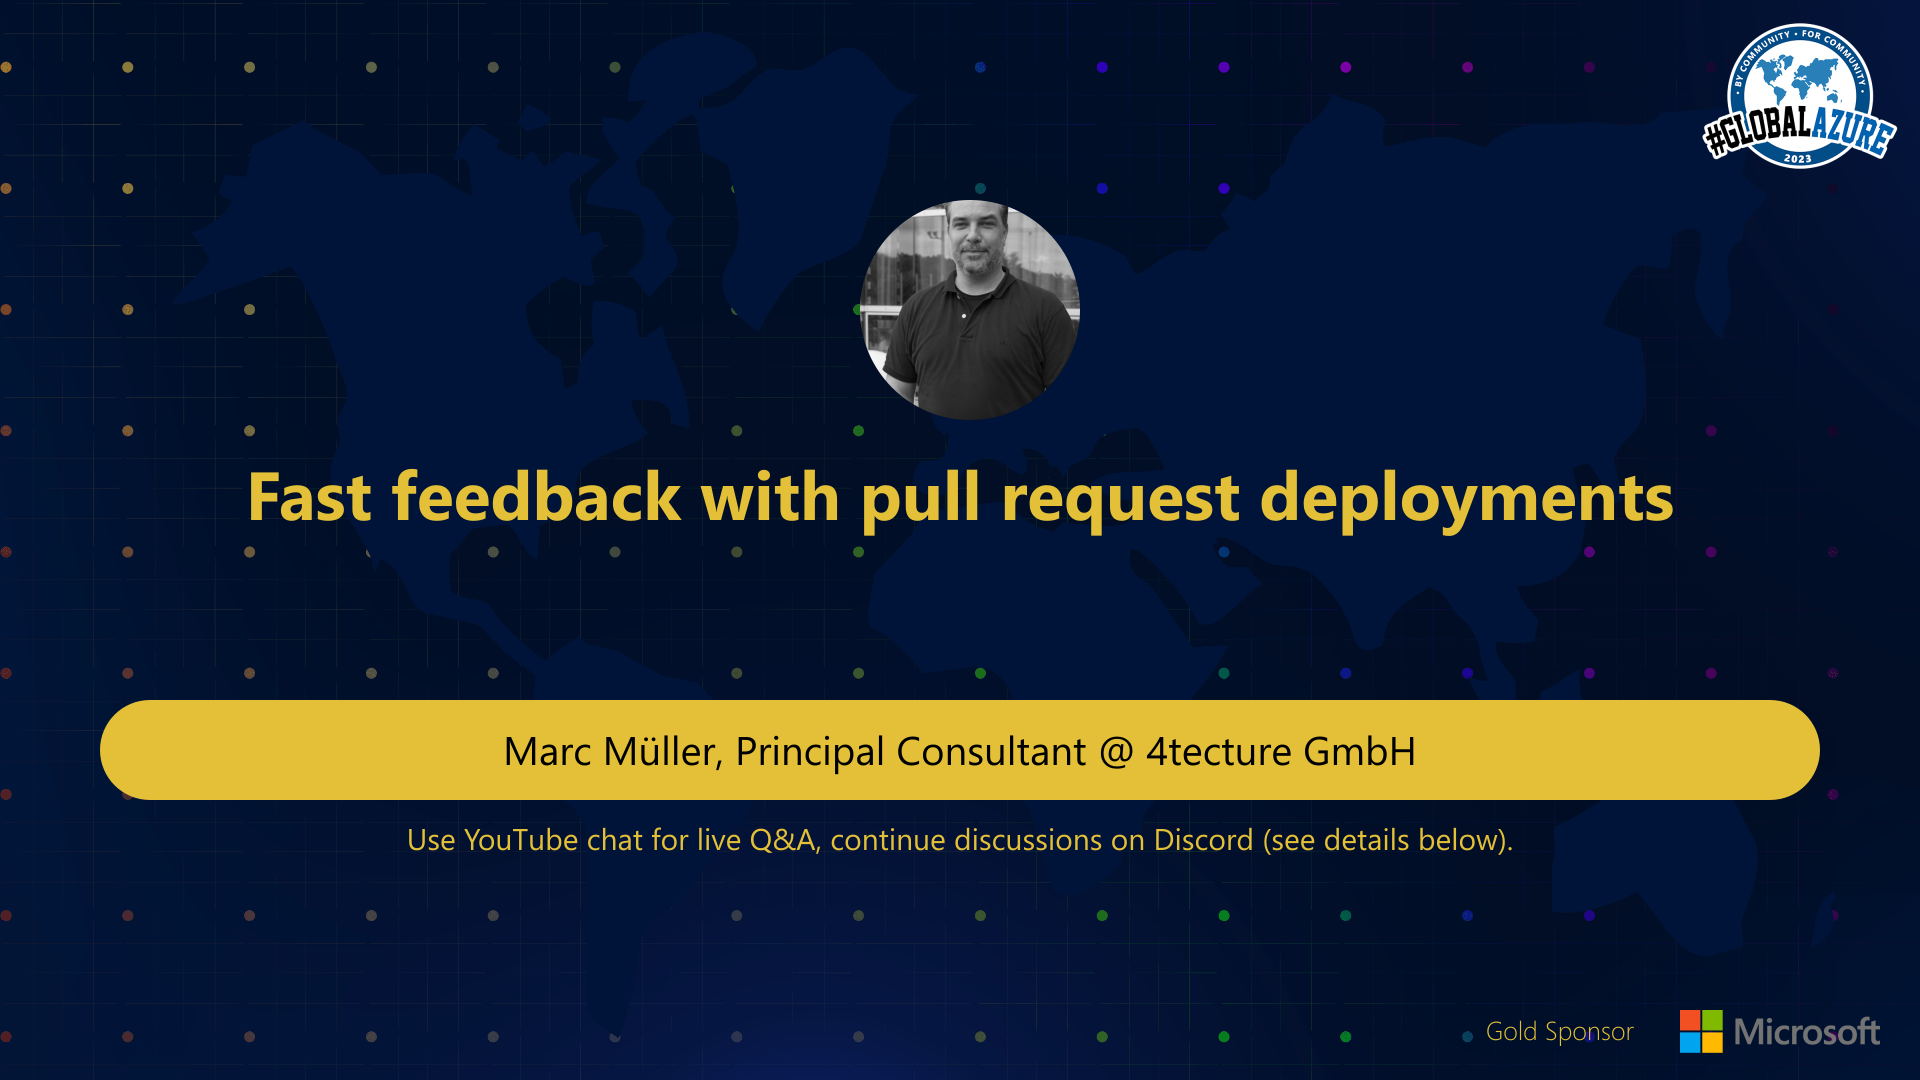 • BY COMMUNITY • FOR COMMUNITY •
#GLOBALAZURE
2023
Fast feedback with pull request deployments
Marc Müller, Principal Consultant @ 4tecture GmbH
Use YouTube chat for live Q&A, continue discussions on Discord (see details below).
Gold Sponsor
Microsoft